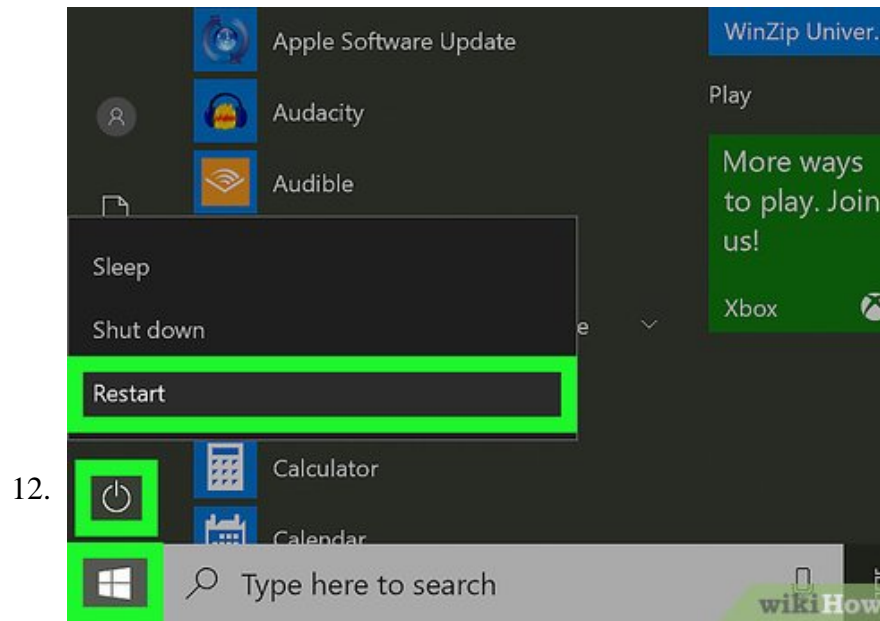 Apple Software Update
WinZip Univer.
Audacity
Play
Audible
More ways
to play. Join
us!
Xbox
Sleep
Shut down
Restart
Calculator
12.
Calendar
Type here to search
wikiHow